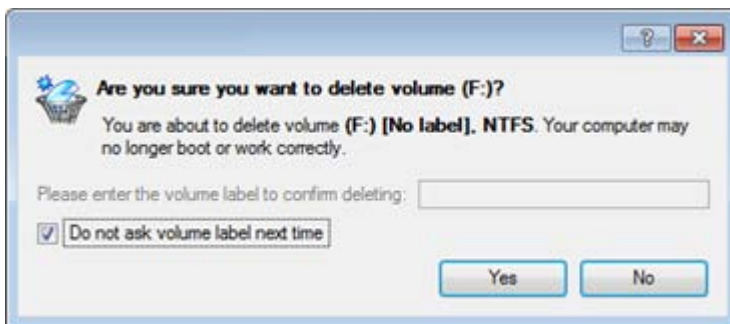 Are you sure you want to delete volume (F:)?
You are about to delete volume (F:) [No label], NTFS. Your computer may
no longer boot or work correctly.
Please enter the volume label to confirm deleting:
Do not ask volume label next time
Yes No